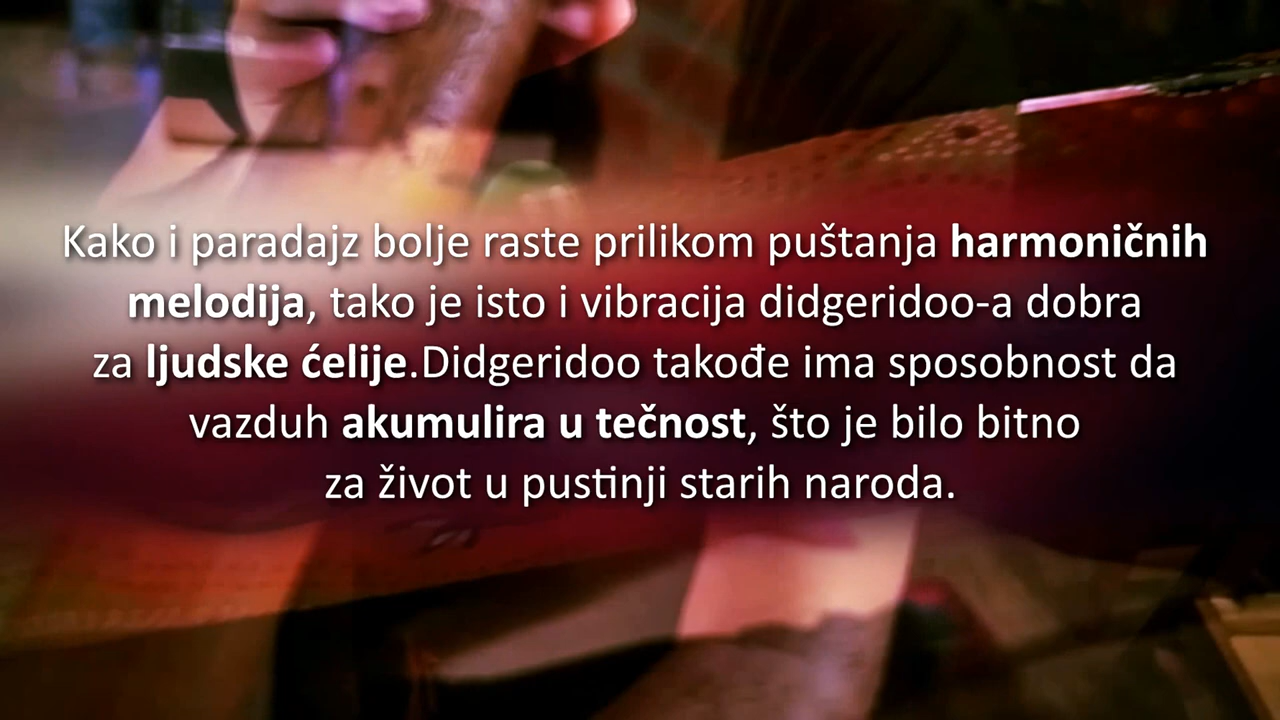 Kako i paradajz bolje raste prilikom puštanja harmoničnih
melodija, tako je isto i vibracija didgeridoo-a dobra
za ljudske ćelije.Didgeridoo takođe ima sposobnost da
vazduh akumulira u tečnost, što je bilo bitno
za život u pustinji starih naroda.